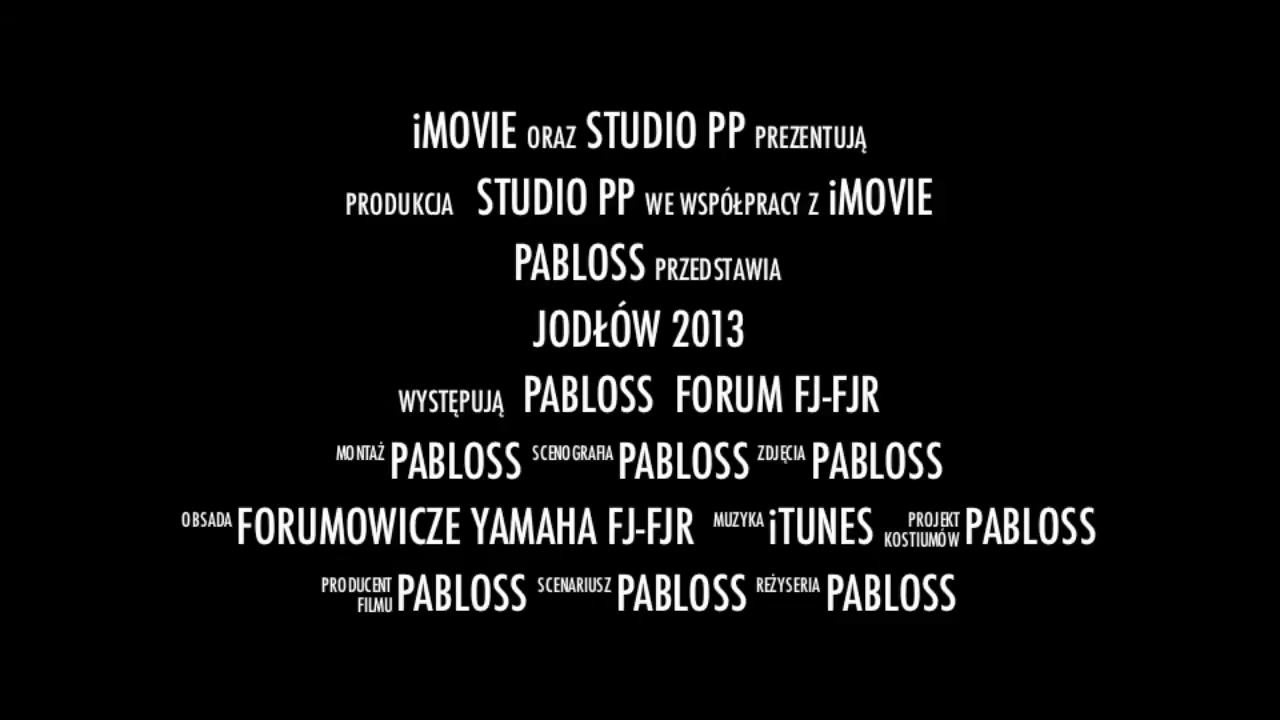 iMOVIE ORAZ STUDIO PP PREZENTUJĄ
PRODUKCJA STUDIO PP WE WSPÓŁPRACY Z iMOVIE
PABLOSS PRZEDSTAWIA
JODŁÓW 2013
WYSTĘPUJĄ PABLOSS FORUM FJ-FJR
MONTAŻ PABLOSS SCENOGRAFIA PABLOSS ZDJĘCIA PABLOSS
OBSADA FORUMOWICZE YAMAHA FJ-FJR MUZYKA iTUNES PROJEKT KOSTIUMÓW PABLOSS
PRODUCENT FILMU PABLOSS SCENARIUSZ PABLOSS REŻYSERIA PABLOSS